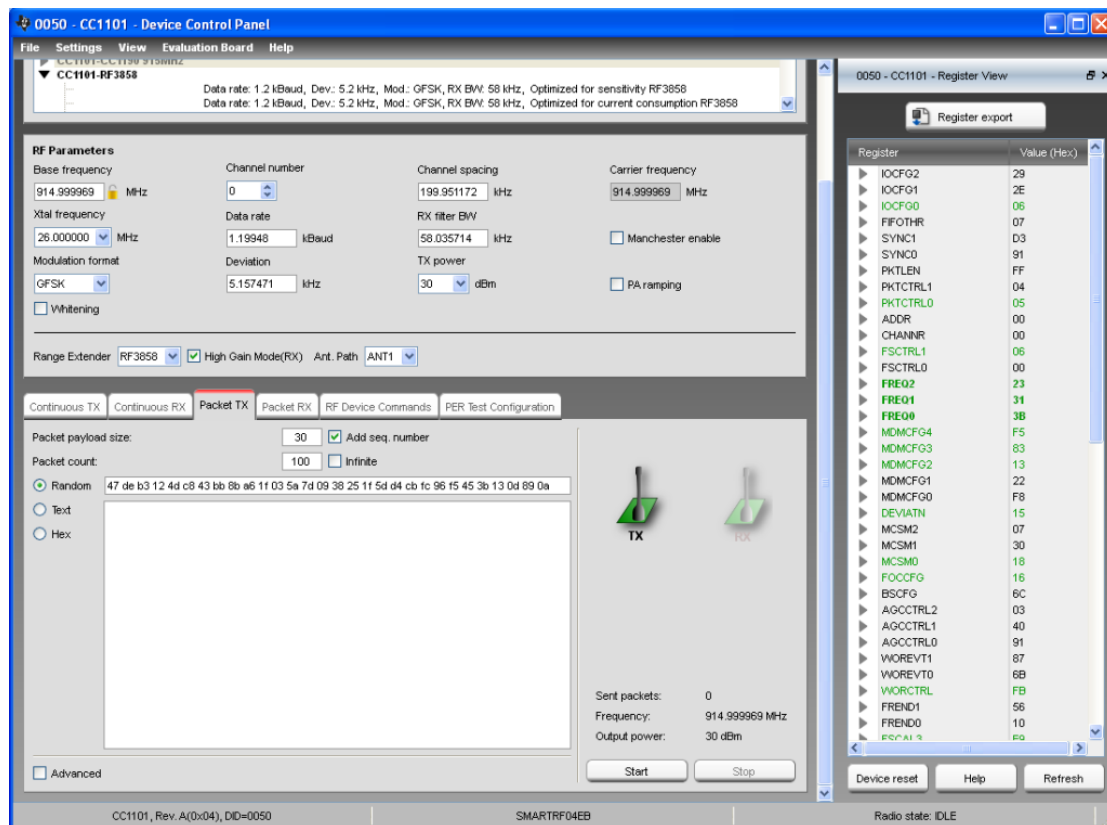 0050 - CC1101 - Device Control Panel
File Settings View Evaluation Board Help
CC1101-CC1190 915MHz
CC1101-RF3858
Data rate: 1.2 kBaud, Dev.: 5.2 kHz, Mod.: GFSK, RX BW: 58 kHz, Optimized for sensitivity RF3858
Data rate: 1.2 kBaud, Dev.: 5.2 kHz, Mod.: GFSK, RX BW: 58 kHz, Optimized for current consumption RF3858
RF Parameters
Base frequency Channel number Channel spacing Carrier frequency
914.999969 MHz 0 199.951172 kHz 914.999969 MHz
Xtal frequency Data rate RX filter BW
26.000000 MHz 1.19948 kBaud 58.035714 kHz Manchester enable
Modulation format Deviation TX power
GFSK 5.157471 kHz 30 dBm PA ramping
Whitening
Range Extender RF3858 High Gain Mode(RX) Ant. Path ANT1
Continuous TX Continuous RX Packet TX Packet RX RF Device Commands PER Test Configuration
Packet payload size: 30 Add seq. number
Packet count: 100 Infinite
Random 47 de b3 12 4d c8 43 bb 8b a6 1f 03 5a 7d 09 38 25 1f 5d d4 cb fc 96 f5 45 3b 13 0d 89 0a
Text
Hex
TX RX
Sent packets: 0
Frequency: 914.999969 MHz
Output power: 30 dBm
Advanced
Start Stop
0050 - CC1101 - Register View
Register export
Register Value (Hex)
IOCFG2 29
IOCFG1 2E
IOCFG0 06
FIFOTHR 07
SYNC1 D3
SYNC0 91
PKTLEN FF
PKTCTRL1 04
PKTCTRL0 05
ADDR 00
CHANNR 00
FSCTRL1 06
FSCTRL0 00
FREQ2 23
FREQ1 31
FREQ0 3B
MDMCFG4 F5
MDMCFG3 83
MDMCFG2 13
MDMCFG1 22
MDMCFG0 F8
DEVIATN 15
MCSM2 07
MCSM1 30
MCSM0 18
FOCCFG 16
BSCFG 6C
AGCCTRL2 03
AGCCTRL1 40
AGCCTRL0 91
WOREVT1 87
WOREVT0 6B
WORCTRL FB
FREND1 56
FREND0 10
FSCAL3 E9
Device reset Help Refresh
CC1101, Rev. A(0x04), DID=0050 SMARTRF04EB Radio state: IDLE